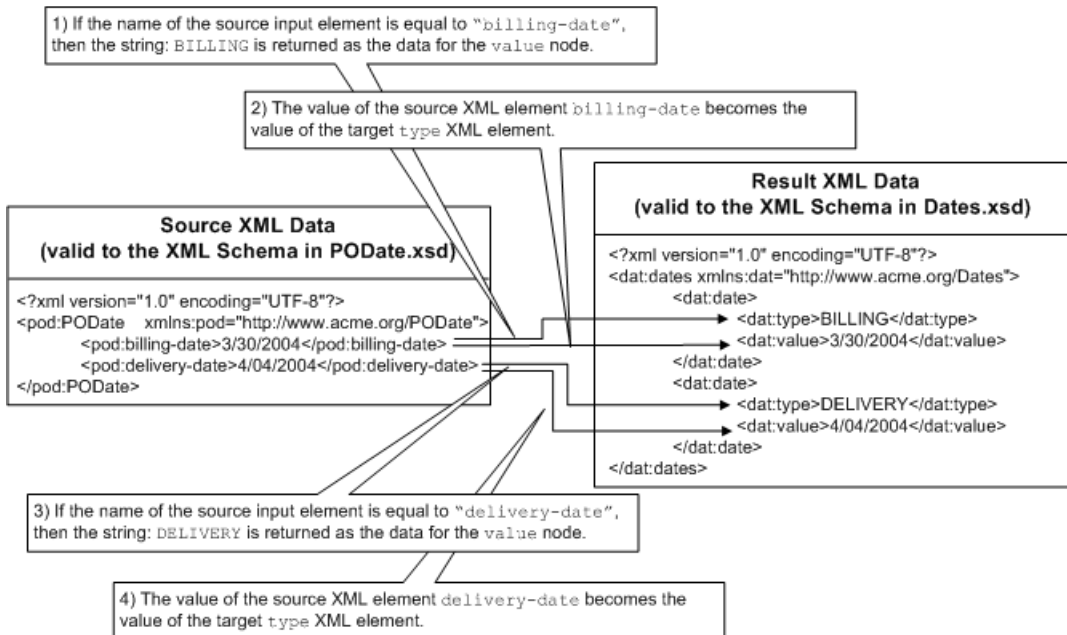 1) If the name of the source input element is equal to “billing-date”,
then the string: BILLING is returned as the data for the value node.
2) The value of the source XML element billing-date becomes the
value of the target type XML element.
Source XML Data
(valid to the XML Schema in PODate.xsd)
<?xml version="1.0" encoding="UTF-8"?>
<pod:PODate xmlns:pod="http://www.acme.org/PODate">
<pod:billing-date>3/30/2004</pod:billing-date>
<pod:delivery-date>4/04/2004</pod:delivery-date>
</pod:PODate>
Result XML Data
(valid to the XML Schema in Dates.xsd)
<?xml version="1.0" encoding="UTF-8"?>
<dat:dates xmlns:dat="http://www.acme.org/Dates">
<dat:date>
<dat:type>BILLING</dat:type>
<dat:value>3/30/2004</dat:value>
</dat:date>
<dat:date>
<dat:type>DELIVERY</dat:type>
<dat:value>4/04/2004</dat:value>
</dat:date>
</dat:dates>
3) If the name of the source input element is equal to “delivery-date”,
then the string: DELIVERY is returned as the data for the value node.
4) The value of the source XML element delivery-date becomes the
value of the target type XML element.